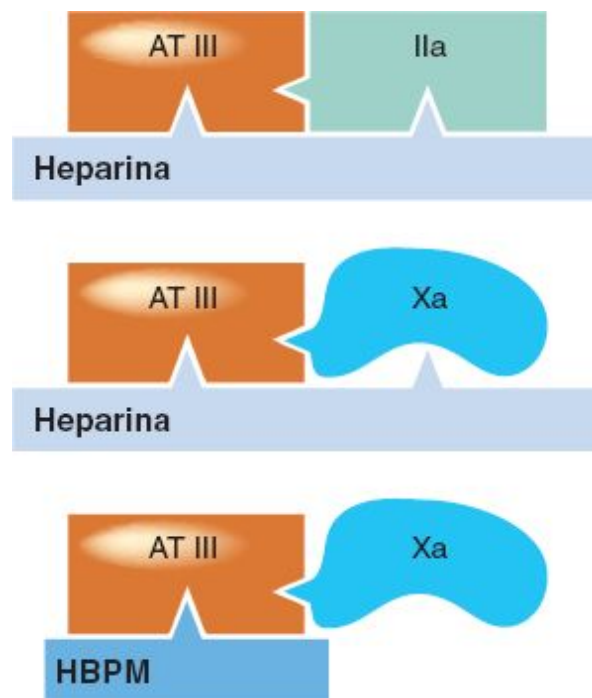 AT III IIa
Heparina
AT III Xa
Heparina
AT III Xa
HBPM